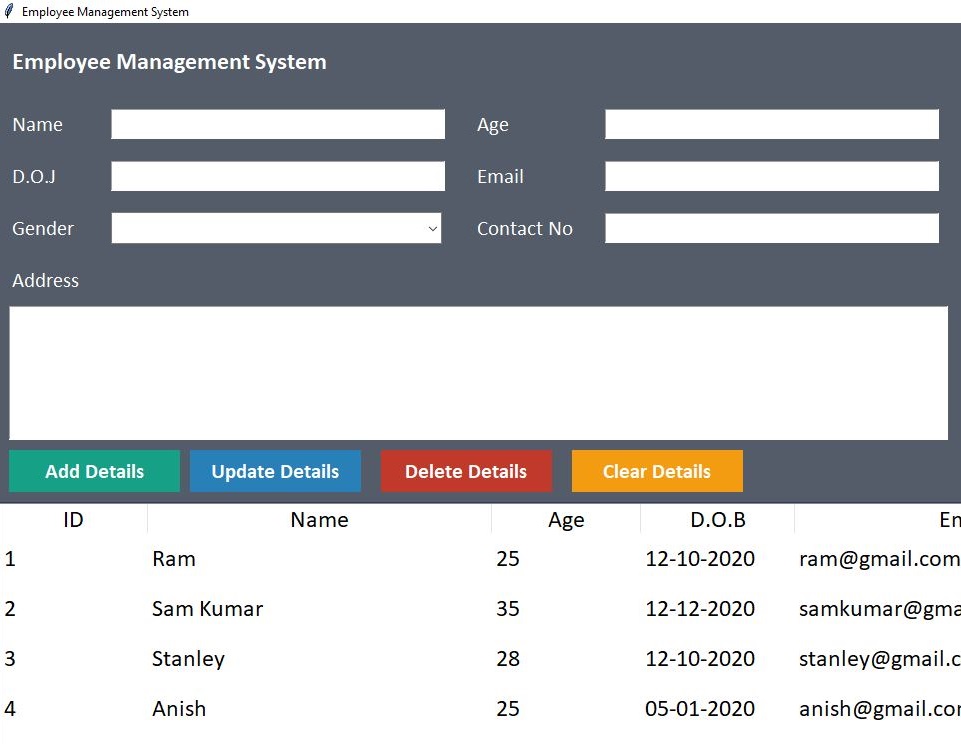 Employee Management System
Employee Management System
Name Age
D.O.J Email
Gender Contact No
Address
Add Details Update Details Delete Details Clear Details
ID Name Age D.O.B Em
1 Ram 25 12-10-2020 ram@gmail.com
2 Sam Kumar 35 12-12-2020 samkumar@gma
3 Stanley 28 12-10-2020 stanley@gmail.c
4 Anish 25 05-01-2020 anish@gmail.con